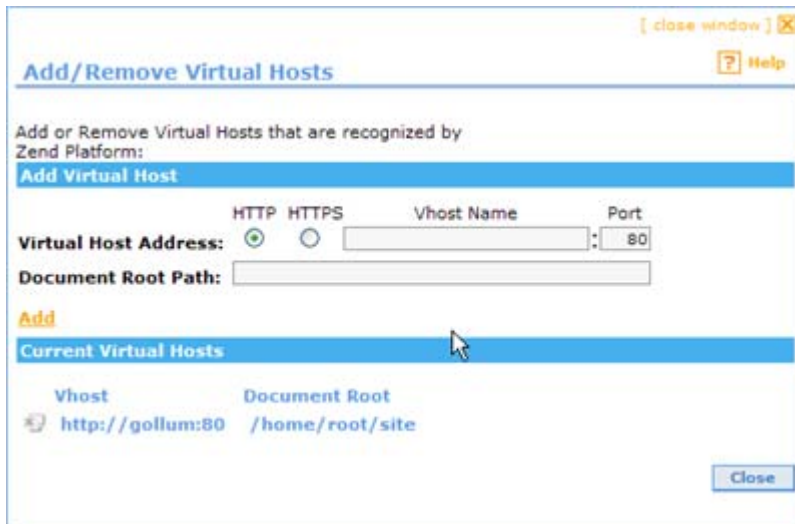 [ close window ]
Add/Remove Virtual Hosts
? Help
Add or Remove Virtual Hosts that are recognized by
Zend Platform:
Add Virtual Host
HTTP HTTPS Vhost Name Port
Virtual Host Address: : 80
Document Root Path:
Add
Current Virtual Hosts
Vhost Document Root
http://gollum:80 /home/root/site
Close